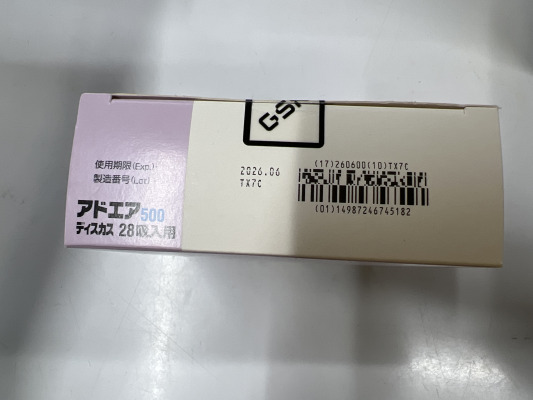 GSK
使用期限(Exp.)
製造番号(Lot)
2026.06
TX7C
アドエア500
ディスカス 28吸入用
(17)260600(10)TX7C
(01)14987246745182